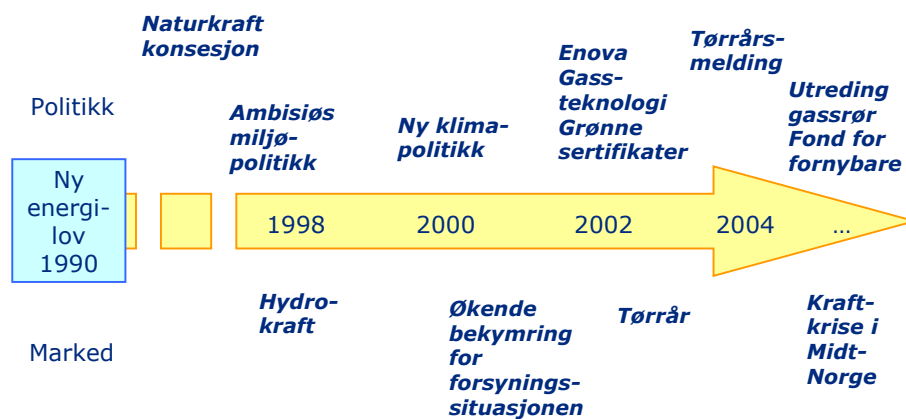 Naturkraft
konsesjon
Politikk
Ambisiøs
miljø-
politikk
Ny klima-
politikk
Enova
Gass-
teknologi
Grønne
sertifikater
Tørrårs-
melding
Utreding
gassrør
Fond for
fornybare
Ny
energi-
lov
1990
1998
2000
2002
2004
...
Marked
Hydro-
kraft
Økende
bekymring
for
forsynings-
situasjonen
Tørrår
Kraft-
krise i
Midt-
Norge